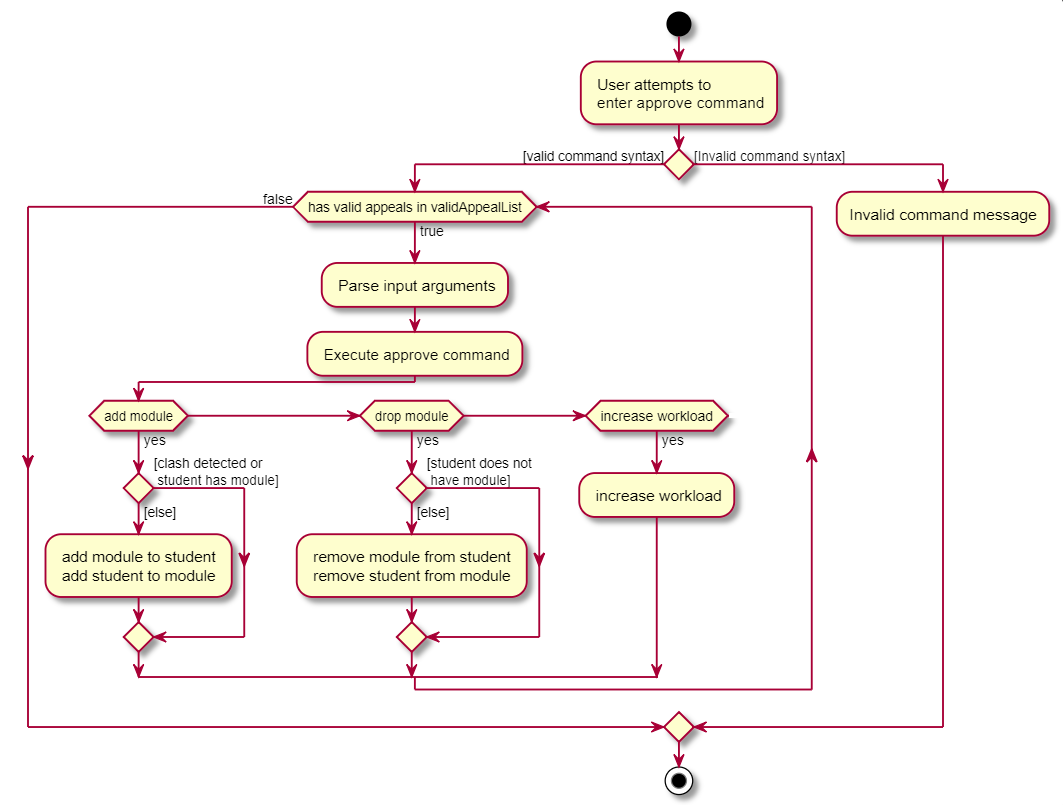 User attempts to
enter approve command
[valid command syntax]
[Invalid command syntax]
false
has valid appeals in validAppealList
Invalid command message
true
Parse input arguments
Execute approve command
add module
drop module
increase workload
yes
yes
yes
[clash detected or
student has module]
[student does not
have module]
increase workload
[else]
[else]
add module to student
add student to module
remove module from student
remove student from module